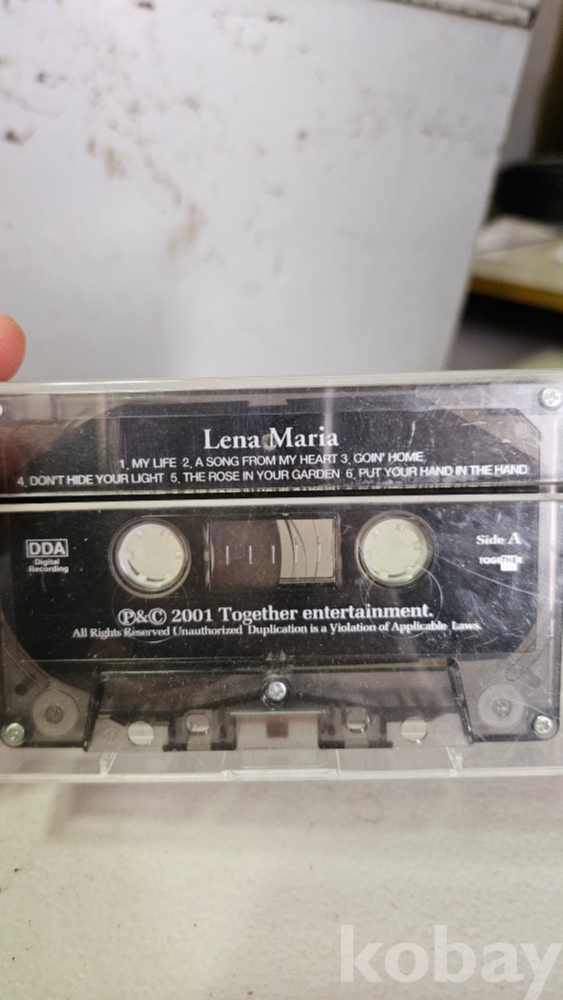 Lena Maria
1. MY LIFE 2. A SONG FROM MY HEART 3. GOIN' HOME
4. DON'T HIDE YOUR LIGHT 5. THE ROSE IN YOUR GARDEN 6. PUT YOUR HAND IN THE HAND
DDA
Digital
Recording
Side A
TOGETHER
℗&© 2001 Together entertainment.
All Rights Reserved Unauthorized Duplication is a Violation of Applicable Laws.
kobay